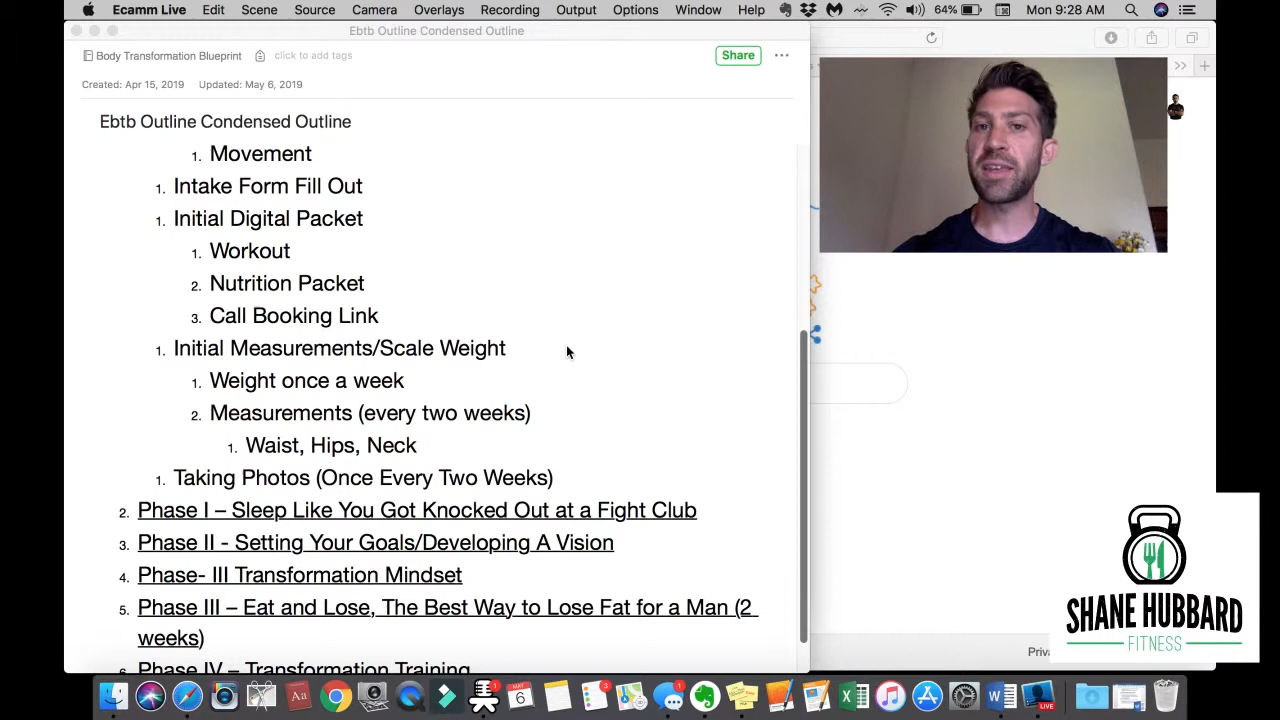 Ecamm Live Edit Scene Source Camera Overlays Recording Output Options Window Help 64% Mon 9:28 AM
Ebtb Outline Condensed Outline
Body Transformation Blueprint click to add tags Share
Created: Apr 15, 2019 Updated: May 6, 2019
Ebtb Outline Condensed Outline
1. Movement
1. Intake Form Fill Out
1. Initial Digital Packet
1. Workout
2. Nutrition Packet
3. Call Booking Link
1. Initial Measurements/Scale Weight
1. Weight once a week
2. Measurements (every two weeks)
1. Waist, Hips, Neck
1. Taking Photos (Once Every Two Weeks)
2. Phase I – Sleep Like You Got Knocked Out at a Fight Club
3. Phase II - Setting Your Goals/Developing A Vision
4. Phase- III Transformation Mindset
5. Phase III – Eat and Lose, The Best Way to Lose Fat for a Man (2
weeks)
6. Phase IV – Transformation Training
SHANE HUBBARD
FITNESS